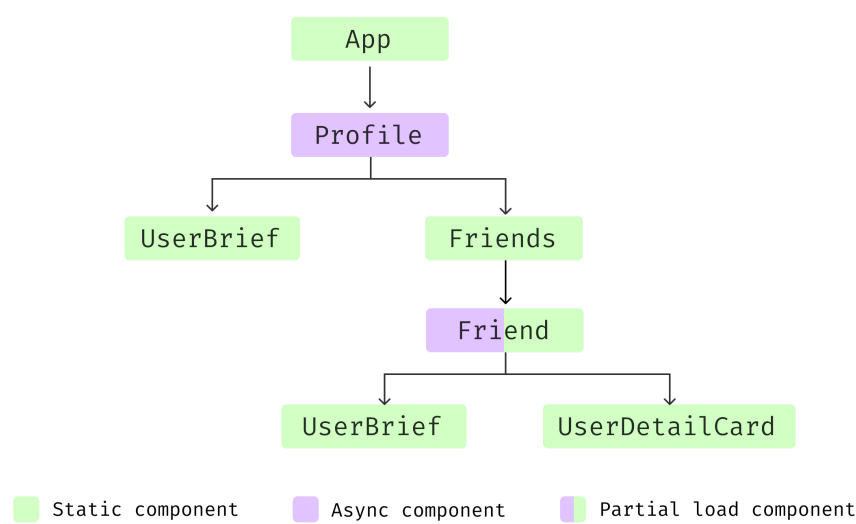 App
Profile
UserBrief
Friends
Friend
UserBrief
UserDetailCard
Static component
Async component
Partial load component